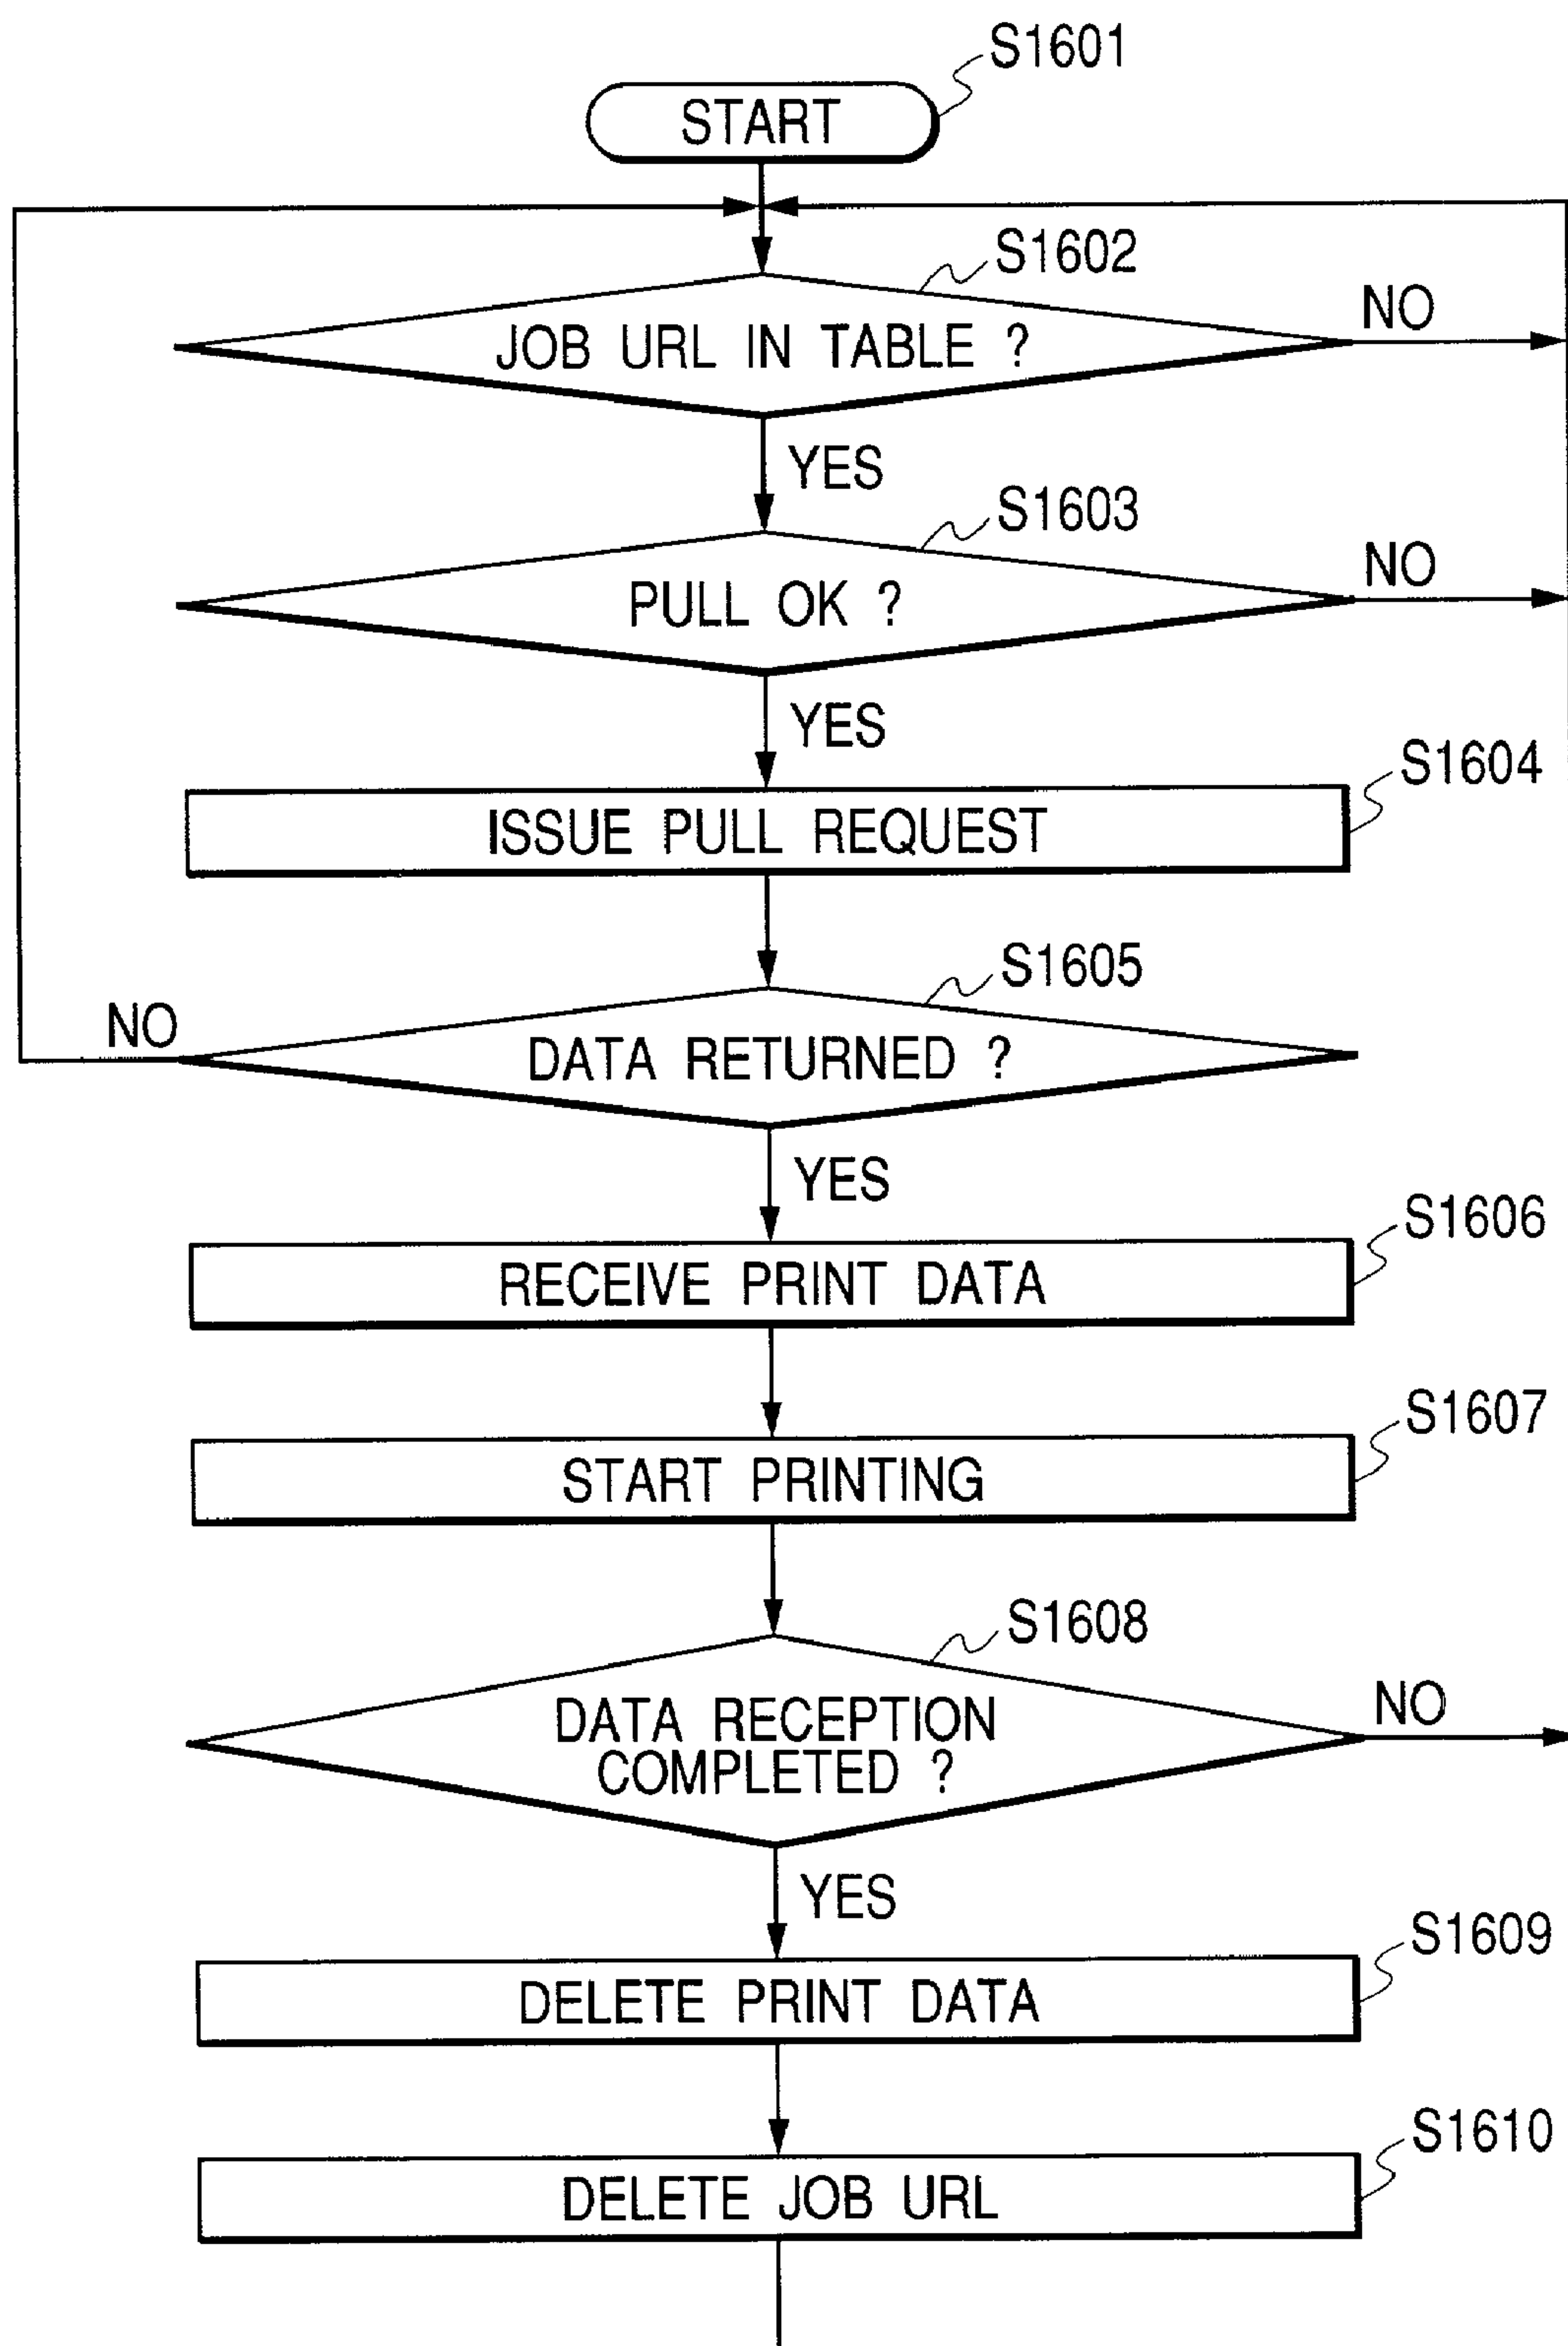 S1601
START
S1602
JOB URL IN TABLE ?
NO
YES
S1603
PULL OK ?
NO
YES
S1604
ISSUE PULL REQUEST
S1605
NO
DATA RETURNED ?
YES
S1606
RECEIVE PRINT DATA
S1607
START PRINTING
S1608
DATA RECEPTION
COMPLETED ?
NO
YES
S1609
DELETE PRINT DATA
S1610
DELETE JOB URL